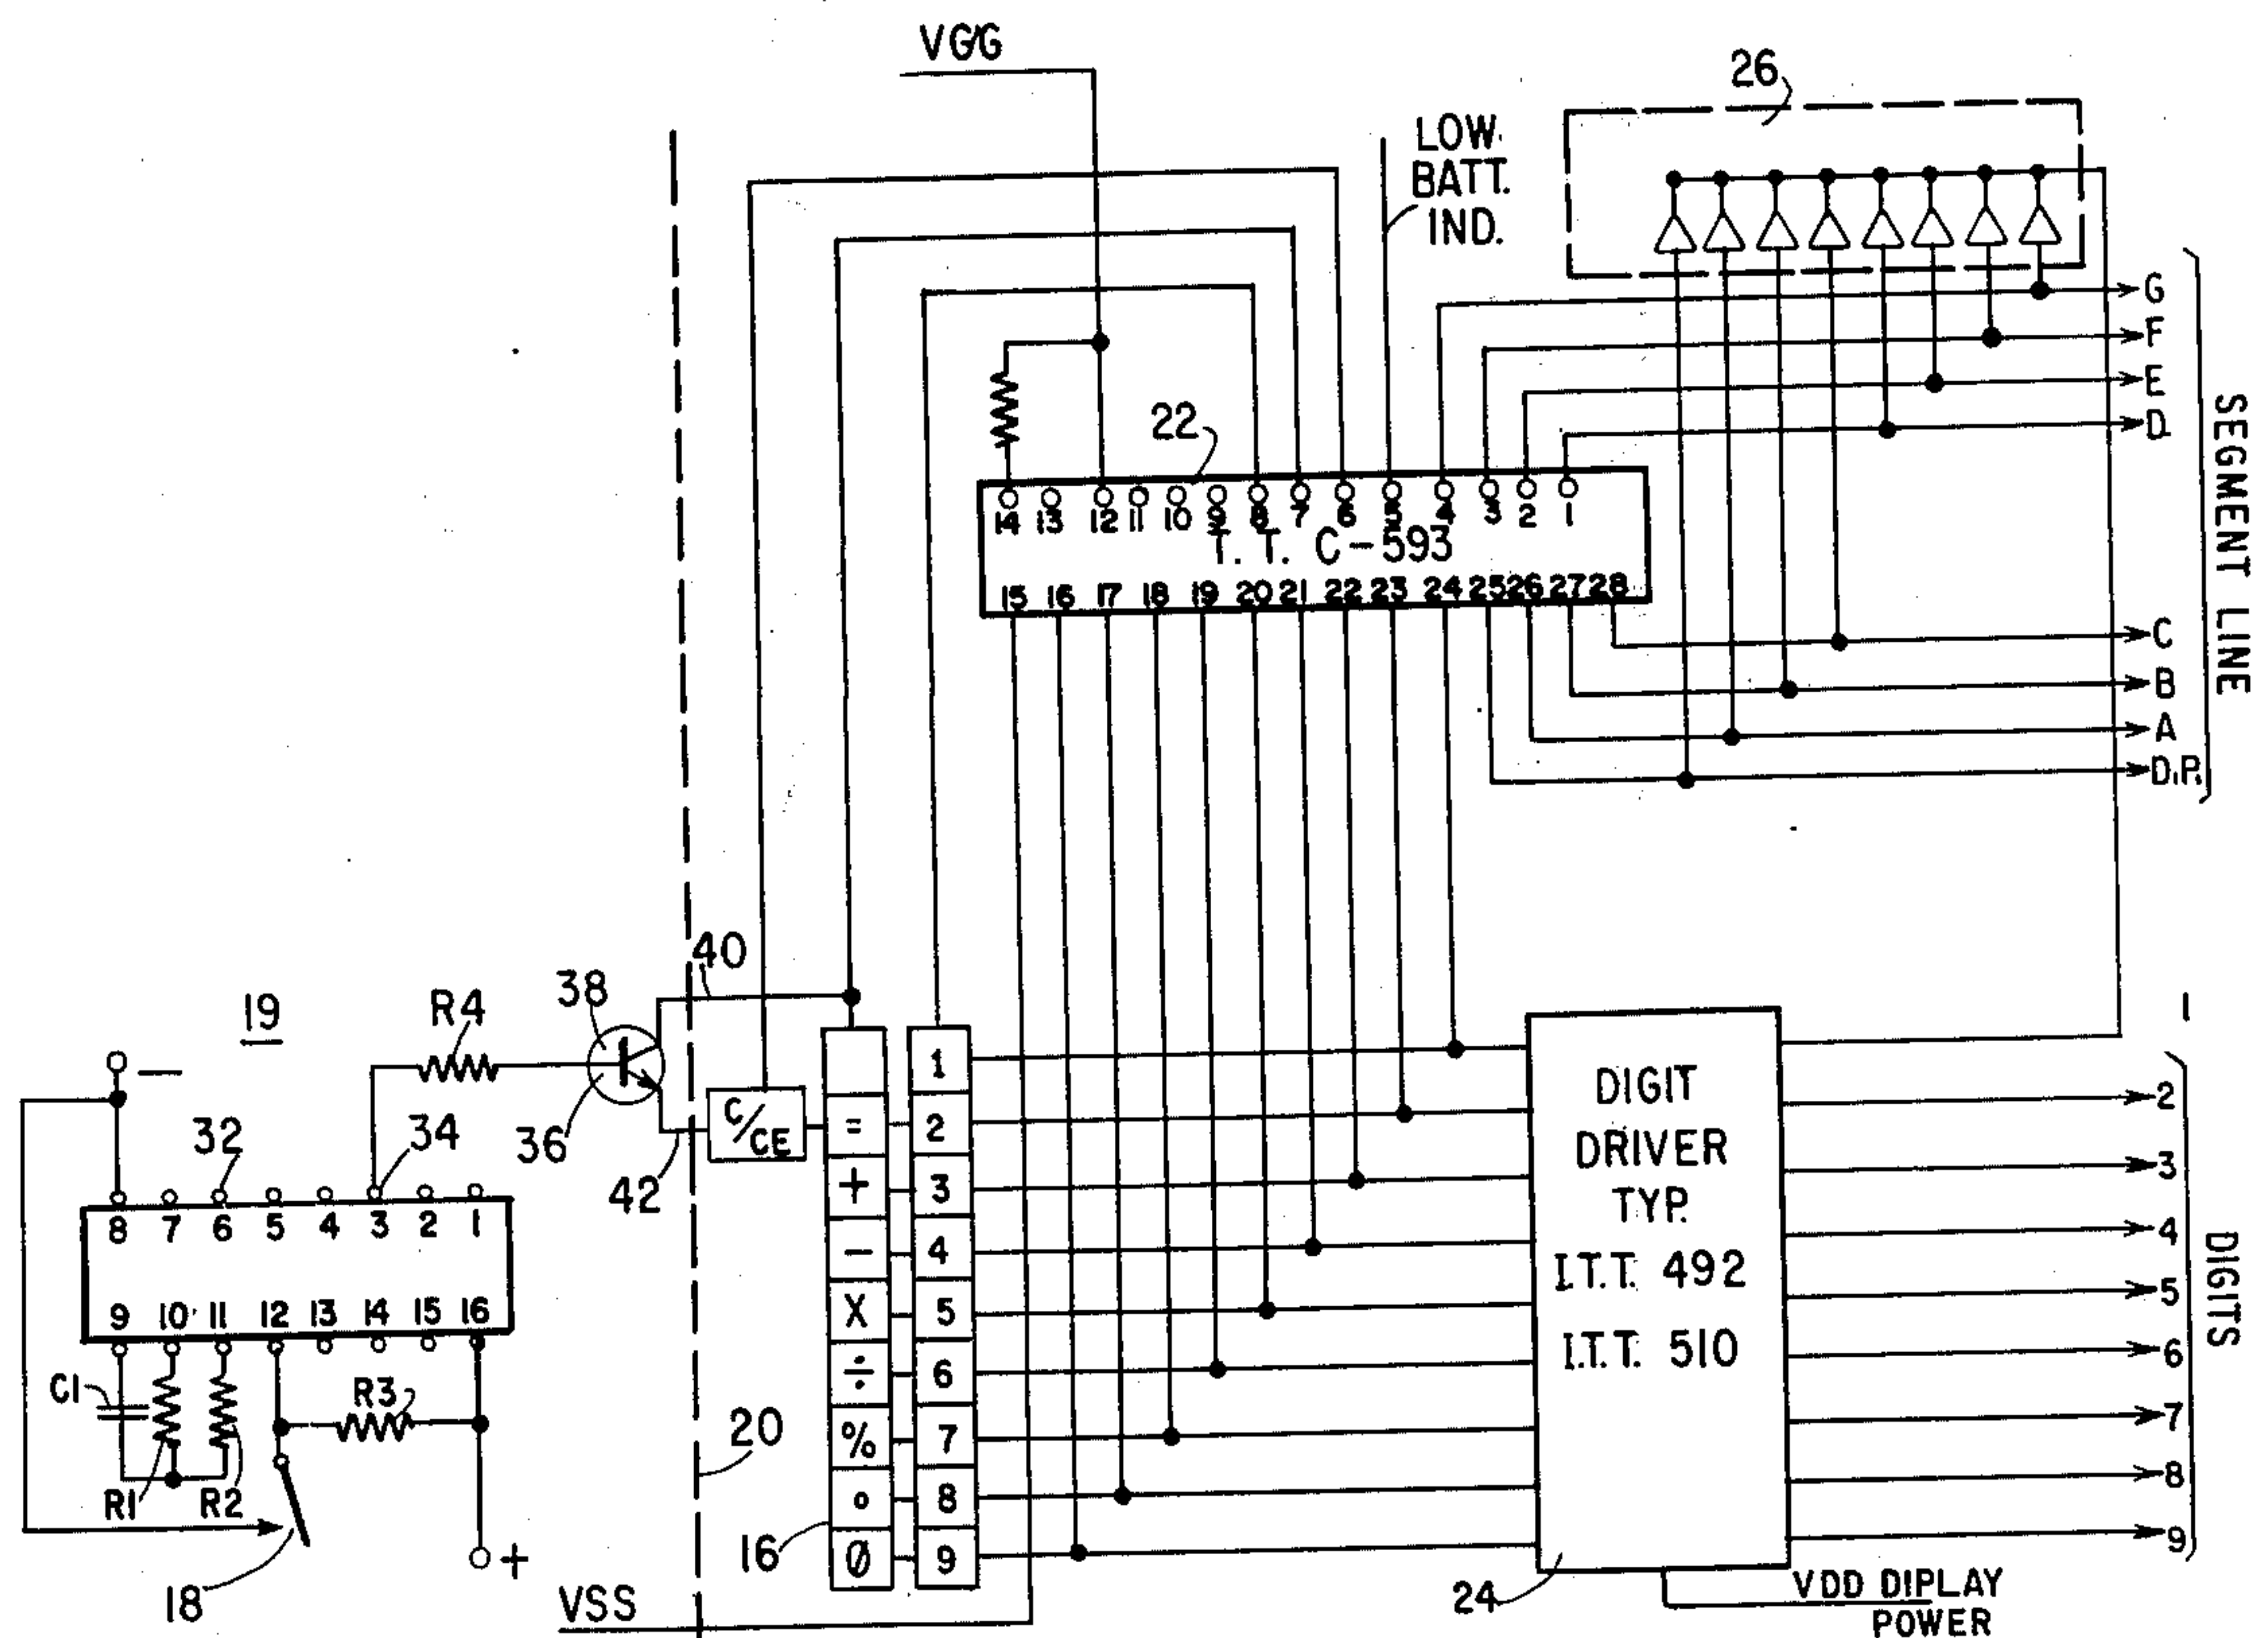 VGG
26
LOW
BATT.
IND.
G
F
E
D
22
14 13 12 11 10 9 8 7 6 5 4 3 2 1
T. T. C-593
15 16 17 18 19 20 21 22 23 24 25 26 27 28
C
B
A
D.P.
SEGMENT LINE
40
38
19
R4
36
42
34
32
C/CE
=
+
−
X
÷
%
o
Ø
1
2
3
4
5
6
7
8
9
DIGIT
DRIVER
TYP.
I.T.T. 492
I.T.T. 510
1
2
3
4
5
6
7
8
9
DIGITS
−
8 7 6 5 4 3 2 1
9 10 11 12 13 14 15 16
C1
R3
R1
R2
+
18
20
16
24
VSS
VDD DIPLAY
POWER